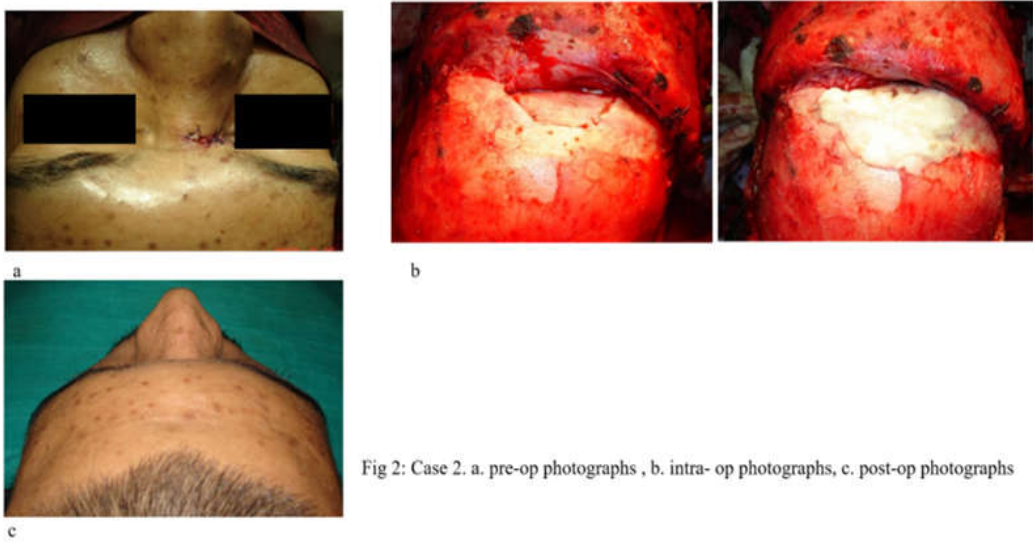 a
b
Fig 2: Case 2. a. pre-op photographs , b. intra- op photographs, c. post-op photographs
c